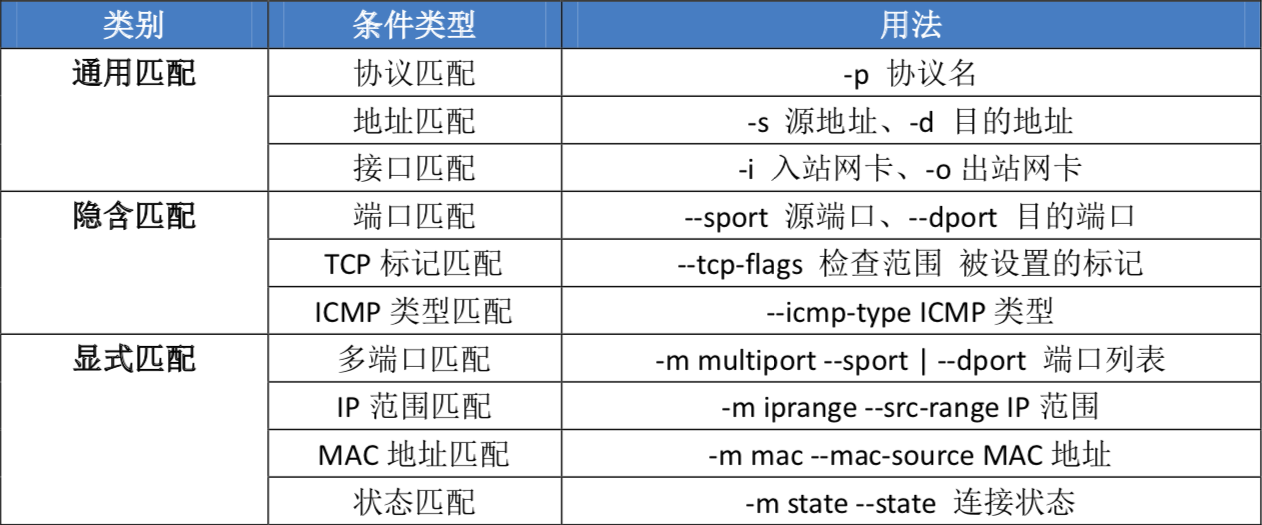 类别 条件类型 用法
通用匹配 协议匹配 -p 协议名
地址匹配 -s 源地址、-d 目的地址
接口匹配 -i 入站网卡、-o 出站网卡
隐含匹配 端口匹配 --sport 源端口、--dport 目的端口
TCP 标记匹配 --tcp-flags 检查范围 被设置的标记
ICMP 类型匹配 --icmp-type ICMP 类型
显式匹配 多端口匹配 -m multiport --sport | --dport 端口列表
IP 范围匹配 -m iprange --src-range IP 范围
MAC 地址匹配 -m mac --mac-source MAC 地址
状态匹配 -m state --state 连接状态